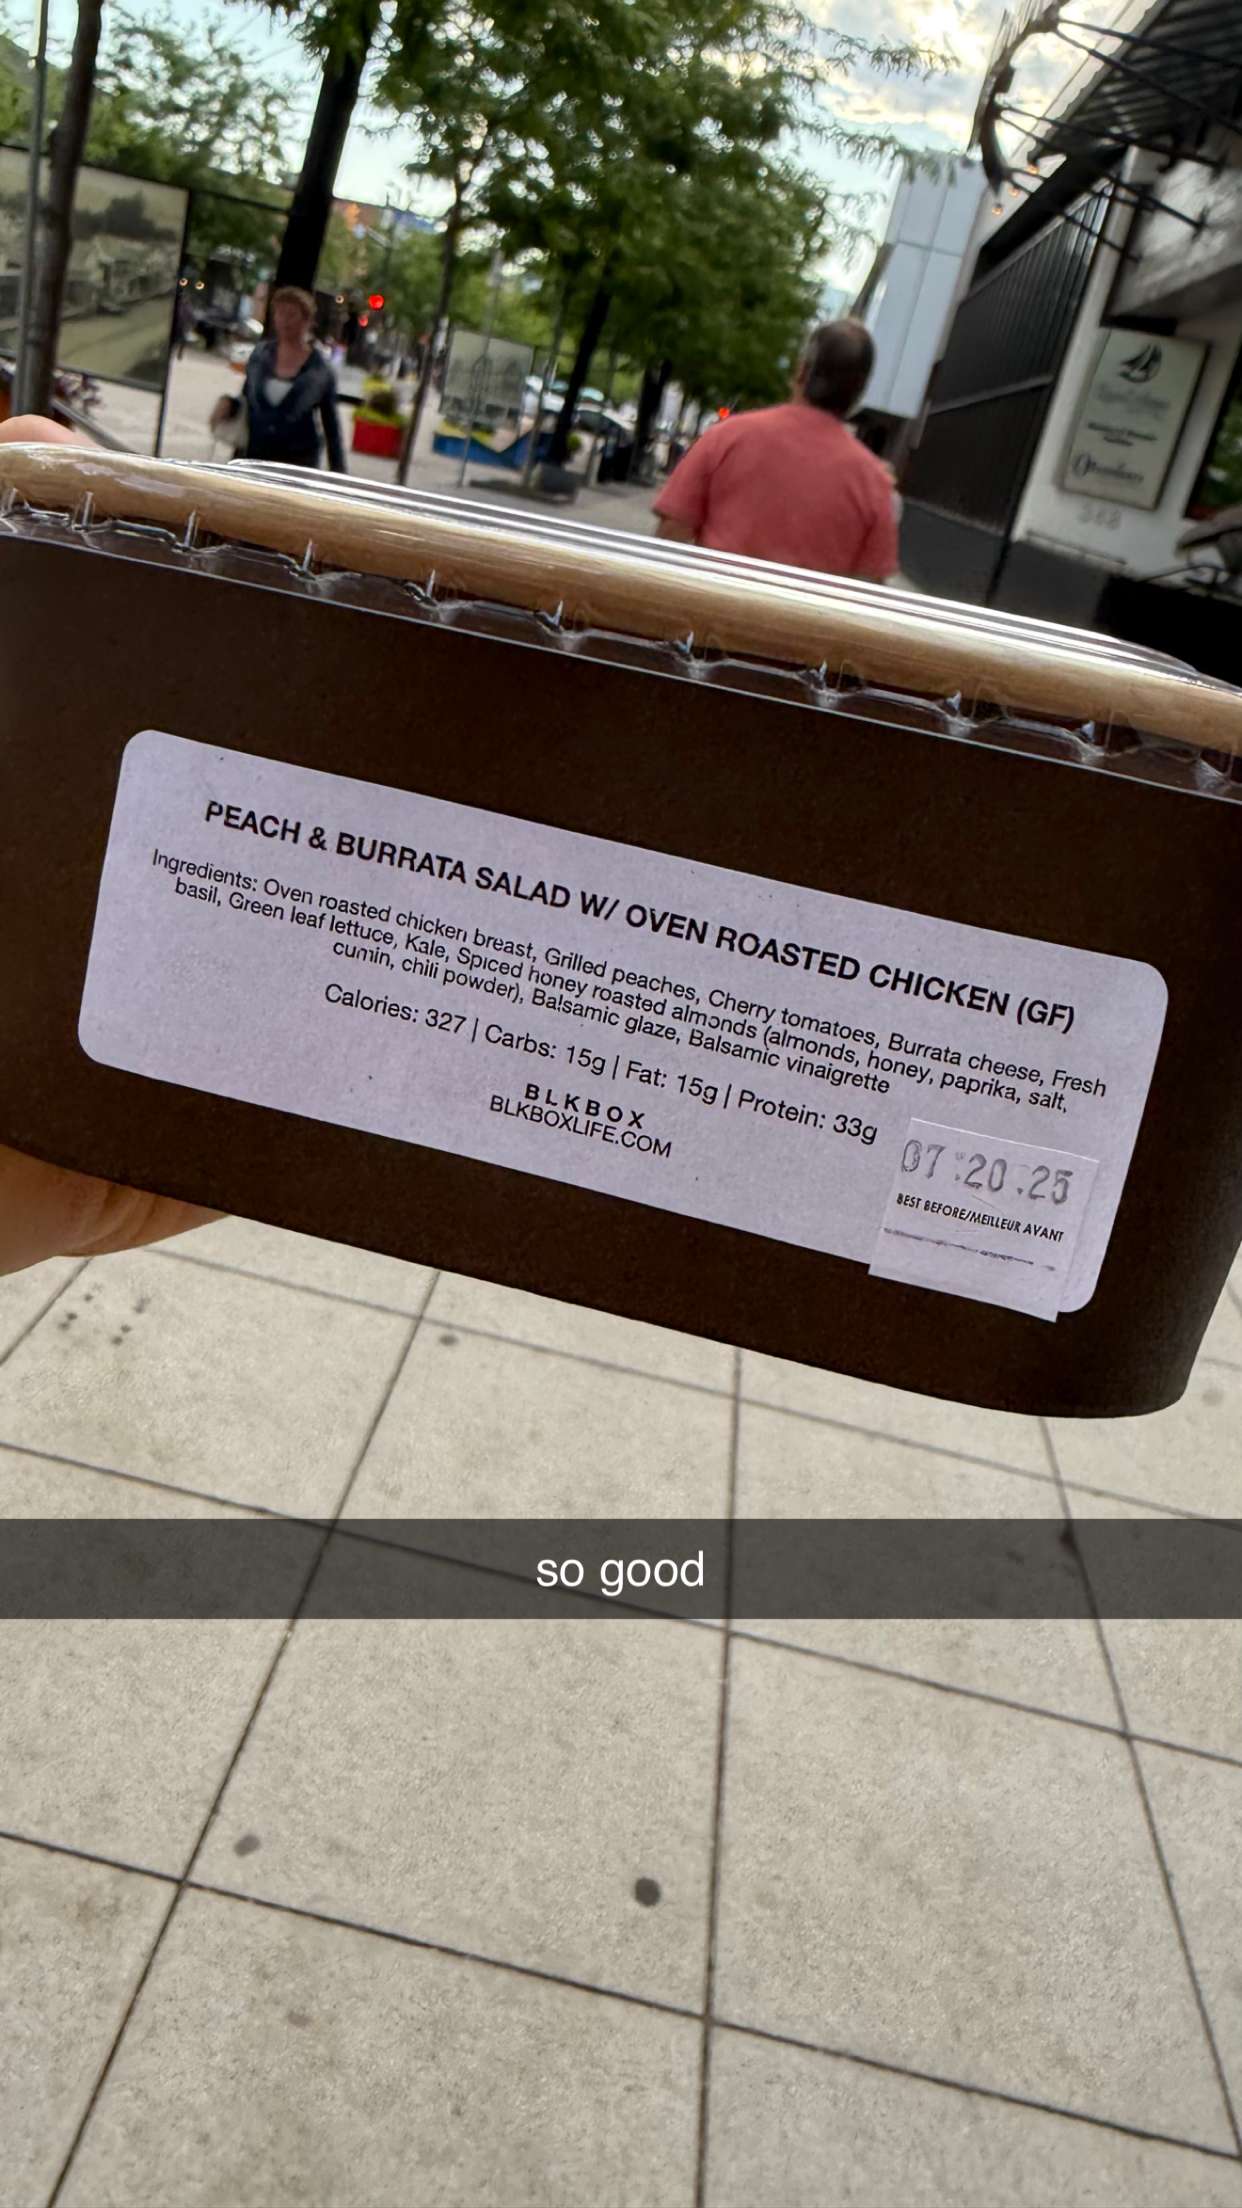 PEACH & BURRATA SALAD W/ OVEN ROASTED CHICKEN (GF)
Ingredients: Oven roasted chicken breast, Grilled peaches, Cherry tomatoes, Burrata cheese, Fresh
basil, Green leaf lettuce, Kale, Spiced honey roasted almonds (almonds, honey, paprika, salt,
cumin, chili powder), Balsamic glaze, Balsamic vinaigrette
Calories: 327 | Carbs: 15g | Fat: 15g | Protein: 33g
BLKBOX
BLKBOXLIFE.COM
07.20.25
BEST BEFORE/MEILLEUR AVANT
so good